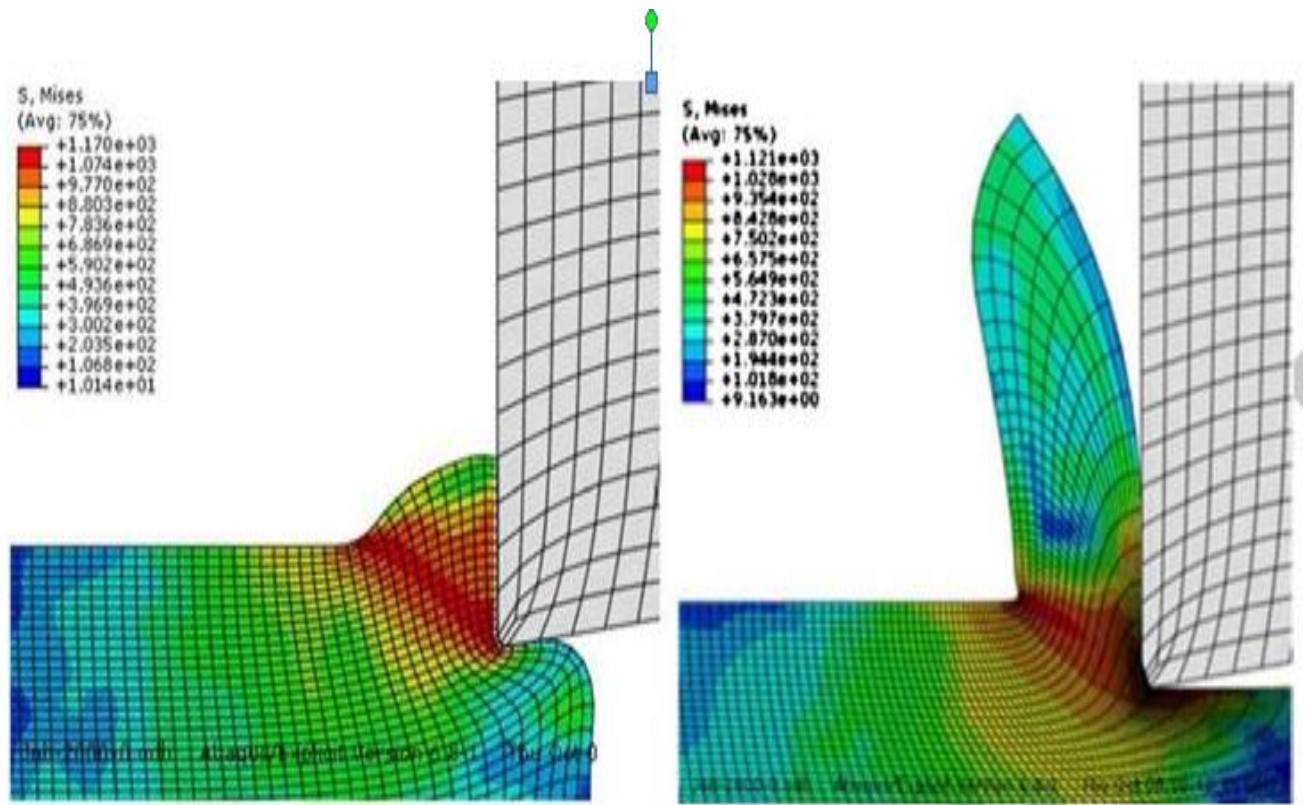 S, Mises
(Avg: 75%)
+1.170e+03
+1.074e+03
+9.770e+02
+8.803e+02
+7.836e+02
+6.869e+02
+5.902e+02
+4.936e+02
+3.969e+02
+3.002e+02
+2.035e+02
+1.068e+02
+1.014e+01
S, Mises
(Avg: 75%)
+1.121e+03
+1.028e+03
+9.354e+02
+8.428e+02
+7.502e+02
+6.575e+02
+5.649e+02
+4.723e+02
+3.797e+02
+2.870e+02
+1.944e+02
+1.018e+02
+9.163e+00